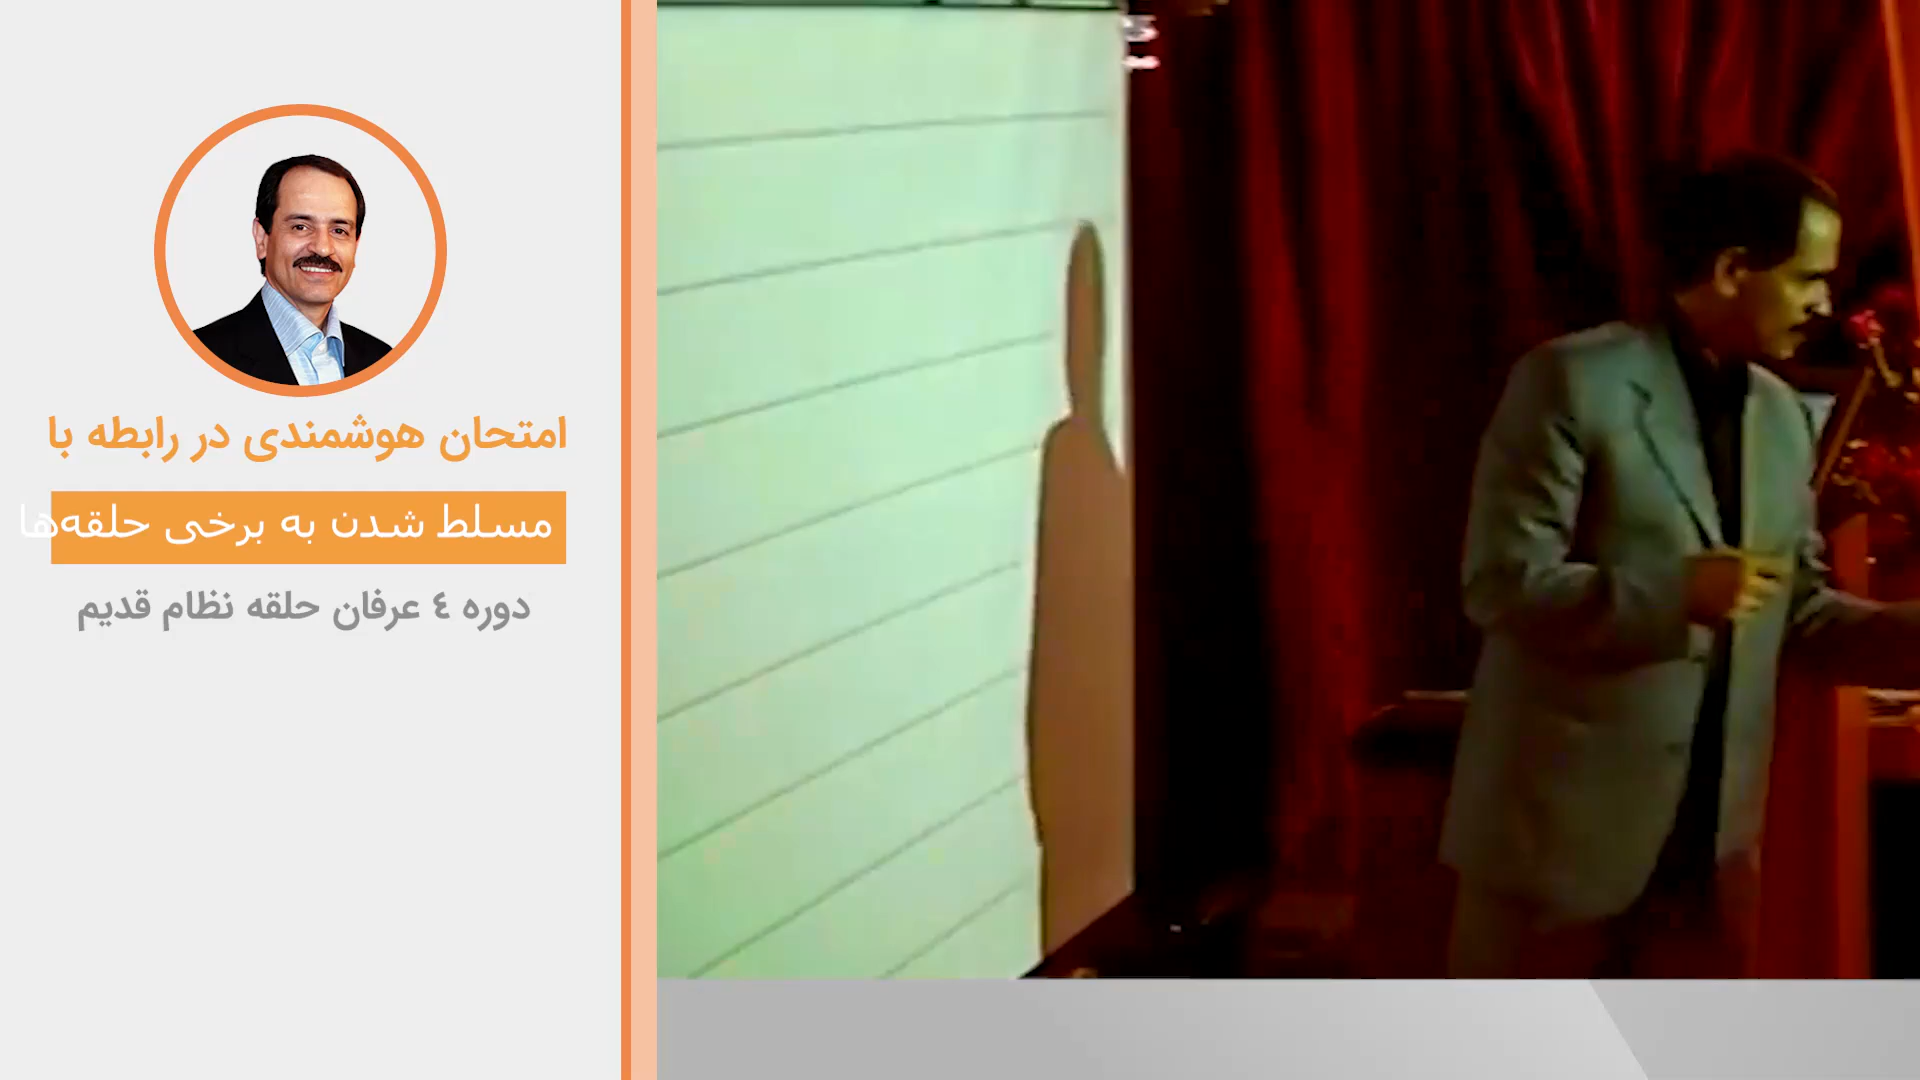 امتحان هوشمندی در رابطه با
مسلط شدن به برخی حلقه‌ها
دوره ٤ عرفان حلقه نظام قدیم